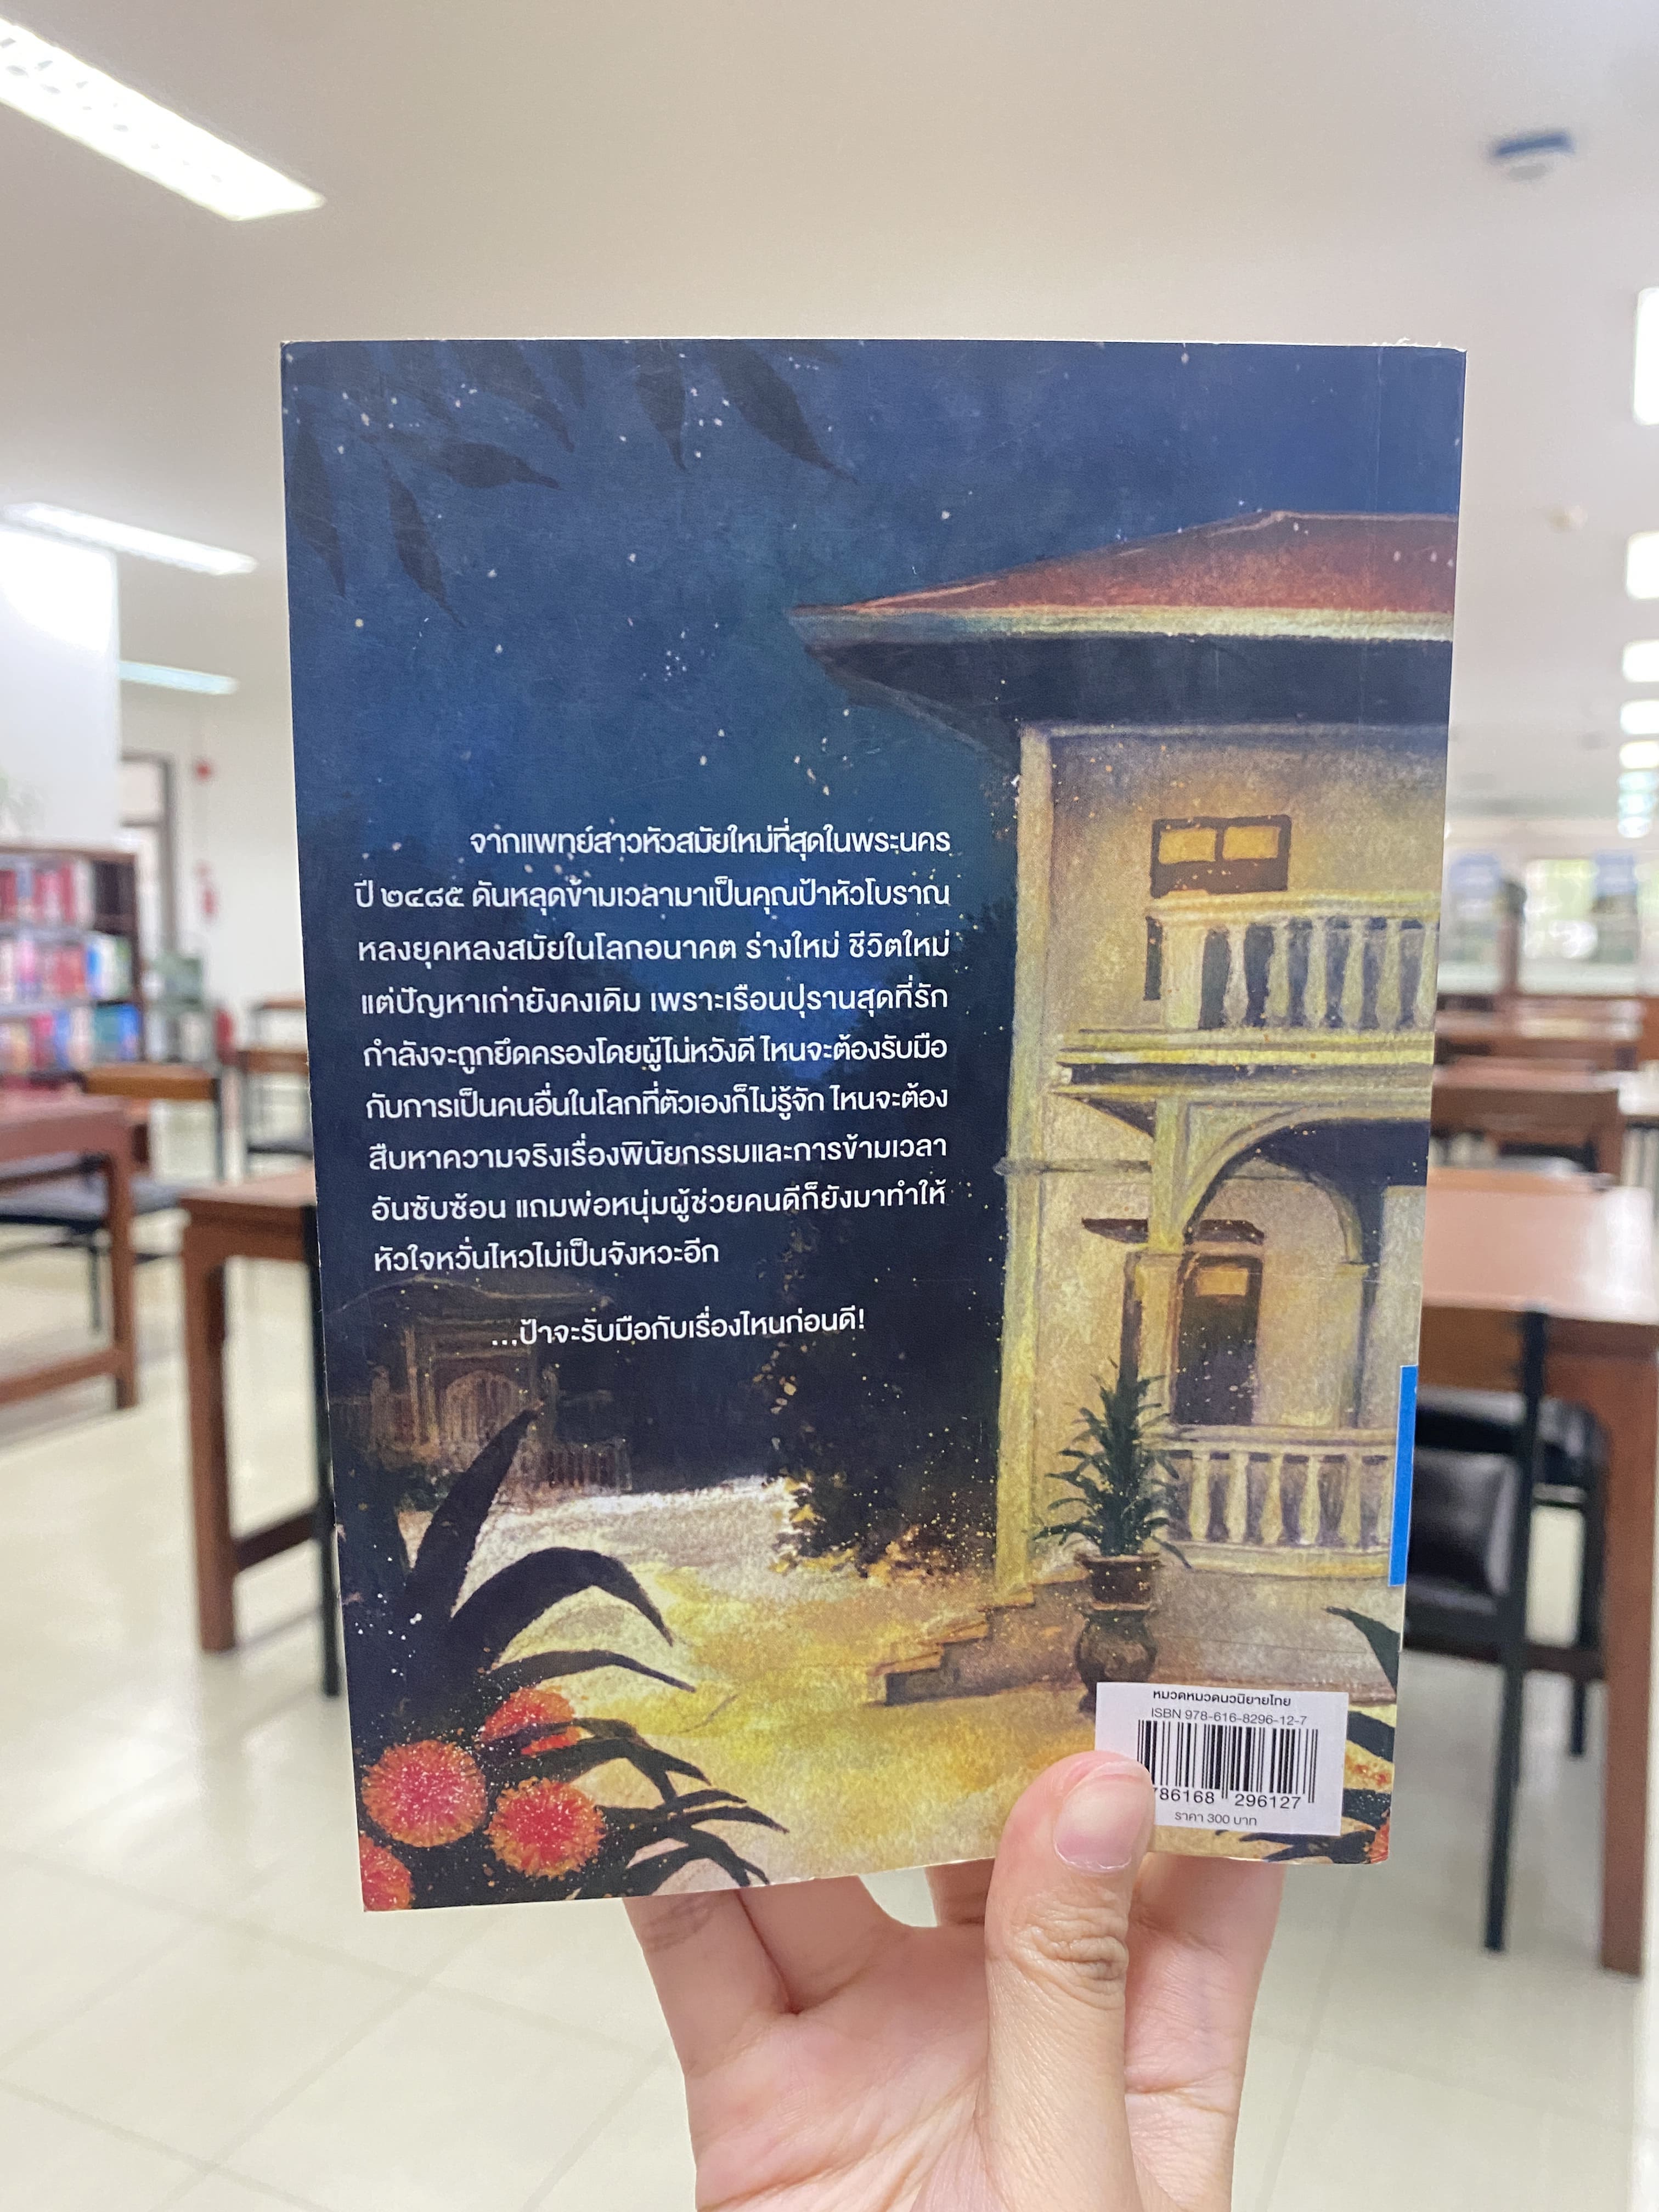 จากแพทย์สาวหัวสมัยใหม่ที่สุดในพระนคร
ปี ๒๔๘๕ ดันหลุดข้ามเวลามาเป็นคุณป้าหัวโบราณ
หลงยุคหลงสมัยในโลกอนาคต ร่างใหม่ ชีวิตใหม่
แต่ปัญหาเก่ายังคงเดิม เพราะเรือนปุรานสุดที่รัก
กำลังจะถูกยึดครองโดยผู้ไม่หวังดี ไหนจะต้องรับมือ
กับการเป็นคนอื่นในโลกที่ตัวเองก็ไม่รู้จัก ไหนจะต้อง
สืบหาความจริงเรื่องพินัยกรรมและการข้ามเวลา
อันซับซ้อน แถมพ่อหนุ่มผู้ช่วยคนดีก็ยังมาทำให้
หัวใจหวั่นไหวไม่เป็นจังหวะอีก
...ป้าจะรับมือกับเรื่องไหนก่อนดี!
หมวดหมวดนวนิยายไทย
ISBN 978-616-8296-12-7
786168 296127
ราคา 300 บาท